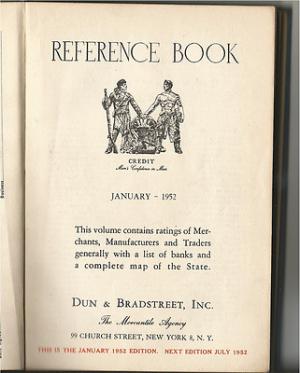 REFERENCE BOOK
CREDIT
Man's Confidence in Man
JANUARY - 1952
This volume contains ratings of Mer-
chants, Manufacturers and Traders
generally with a list of banks and
a complete map of the State.
DUN & BRADSTREET, INC.
The Mercantile Agency
99 CHURCH STREET, NEW YORK 8, N. Y.
THIS IS THE JANUARY 1952 EDITION. NEXT EDITION JULY 1952